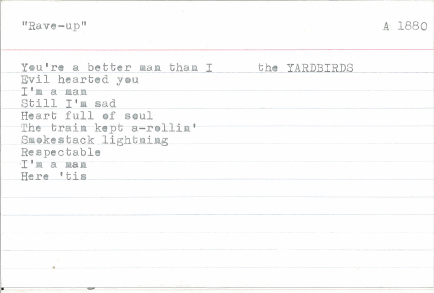 "Rave-up" A 1880
You're a better man than I the YARDBIRDS
Evil hearted you
I'm a man
Still I'm sad
Heart full of soul
The train kept a-rollin'
Smokestack lightning
Respectable
I'm a man
Here 'tis